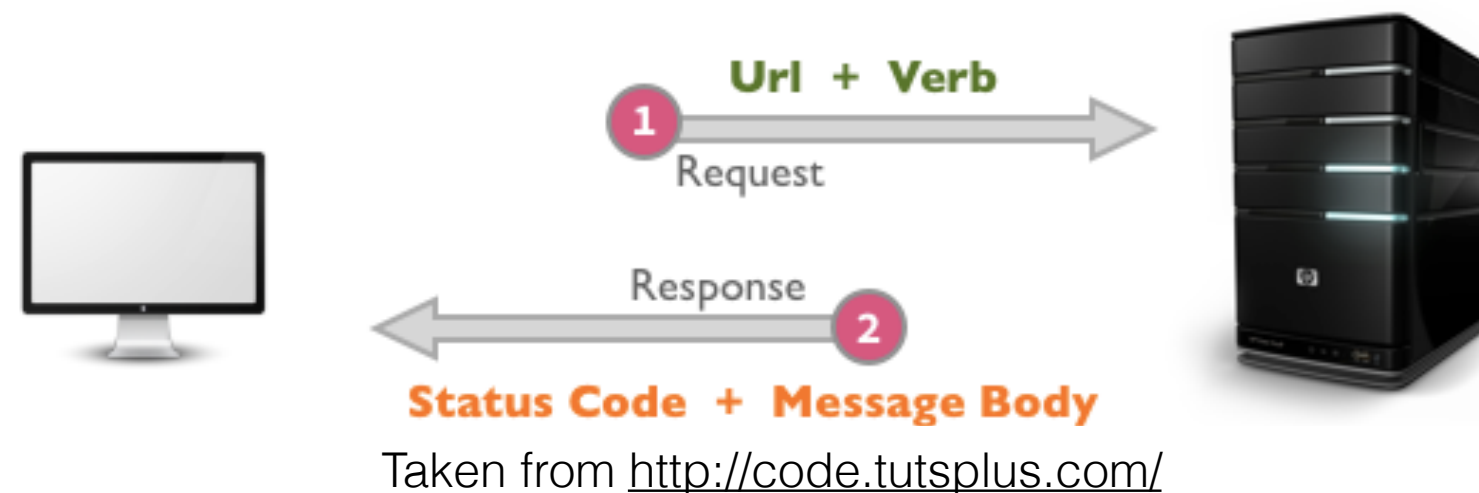 Url + Verb
1
Request
Response
2
Status Code + Message Body
Taken from http://code.tutsplus.com/